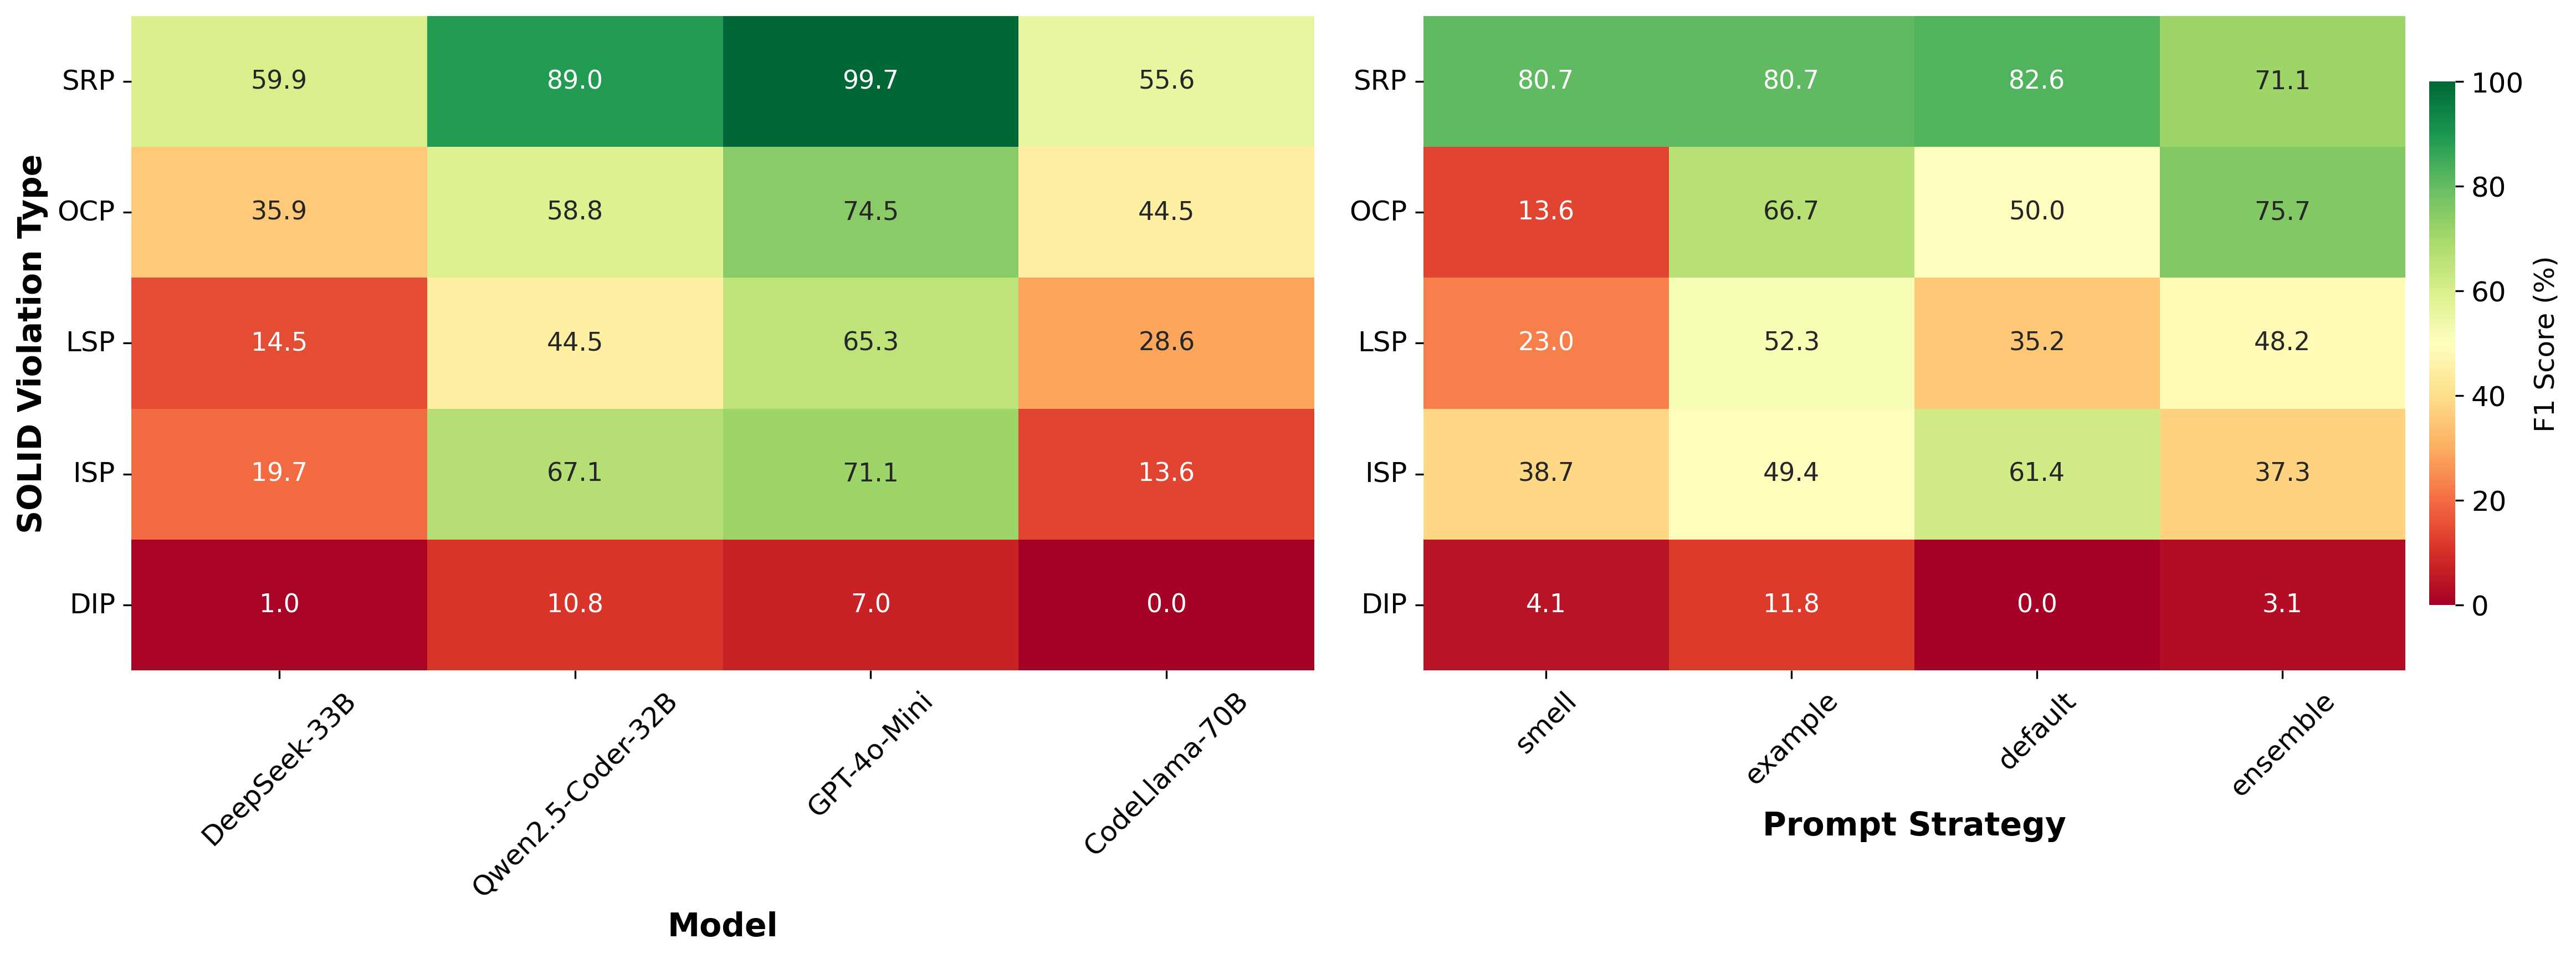 SOLID Violation Type
SRP 59.9 89.0 99.7 55.6
OCP 35.9 58.8 74.5 44.5
LSP 14.5 44.5 65.3 28.6
ISP 19.7 67.1 71.1 13.6
DIP 1.0 10.8 7.0 0.0
DeepSeek-33B Qwen2.5-Coder-32B GPT-4o-Mini CodeLlama-70B
Model
SRP 80.7 80.7 82.6 71.1
OCP 13.6 66.7 50.0 75.7
LSP 23.0 52.3 35.2 48.2
ISP 38.7 49.4 61.4 37.3
DIP 4.1 11.8 0.0 3.1
smell example default ensemble
Prompt Strategy
100
80
60
40
20
0
F1 Score (%)